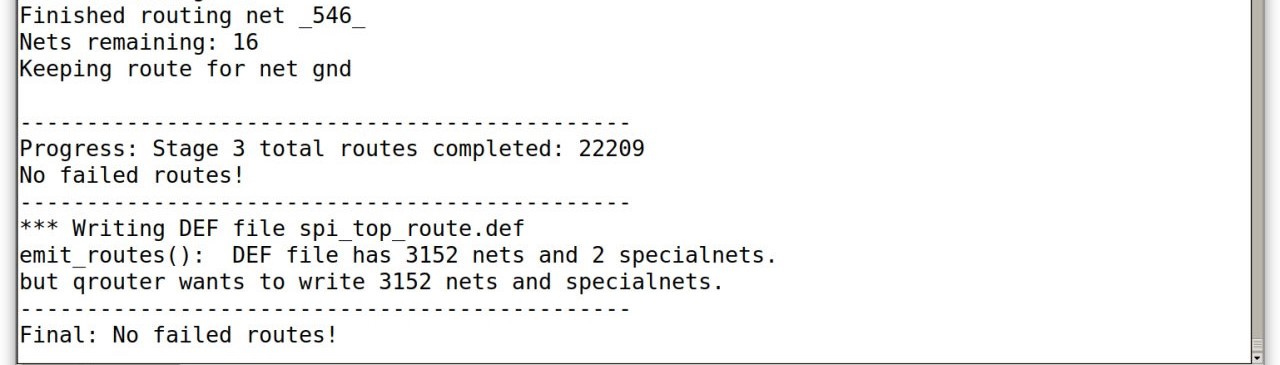 Finished routing net _546_
Nets remaining: 16
Keeping route for net gnd
----------------------------------------------
Progress: Stage 3 total routes completed: 22209
No failed routes!
----------------------------------------------
*** Writing DEF file spi_top_route.def
emit_routes():  DEF file has 3152 nets and 2 specialnets.
but qrouter wants to write 3152 nets and specialnets.
----------------------------------------------
Final: No failed routes!